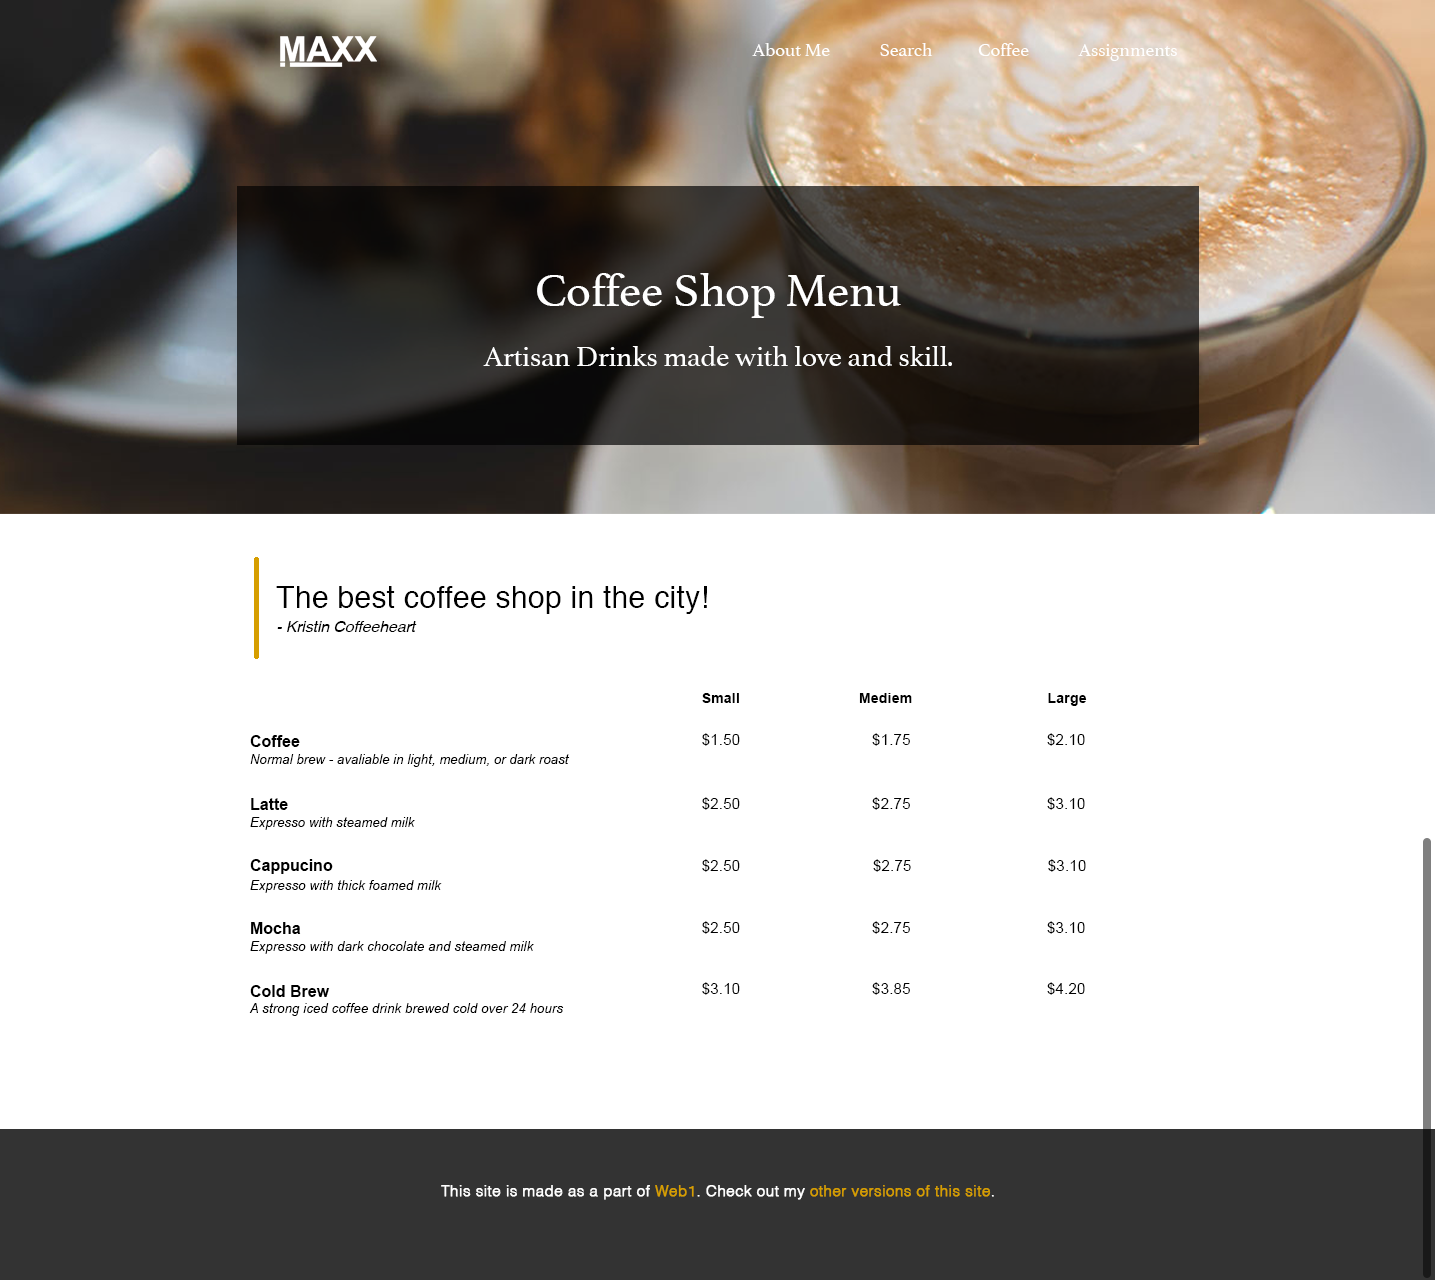 MAXX About Me Search Coffee Assignments
Coffee Shop Menu
Artisan Drinks made with love and skill.
The best coffee shop in the city!
- Kristin Coffeeheart
Small Mediem Large
Coffee $1.50 $1.75 $2.10
Normal brew - avaliable in light, medium, or dark roast
Latte $2.50 $2.75 $3.10
Expresso with steamed milk
Cappucino $2.50 $2.75 $3.10
Expresso with thick foamed milk
Mocha $2.50 $2.75 $3.10
Expresso with dark chocolate and steamed milk
Cold Brew $3.10 $3.85 $4.20
A strong iced coffee drink brewed cold over 24 hours
This site is made as a part of Web1. Check out my other versions of this site.